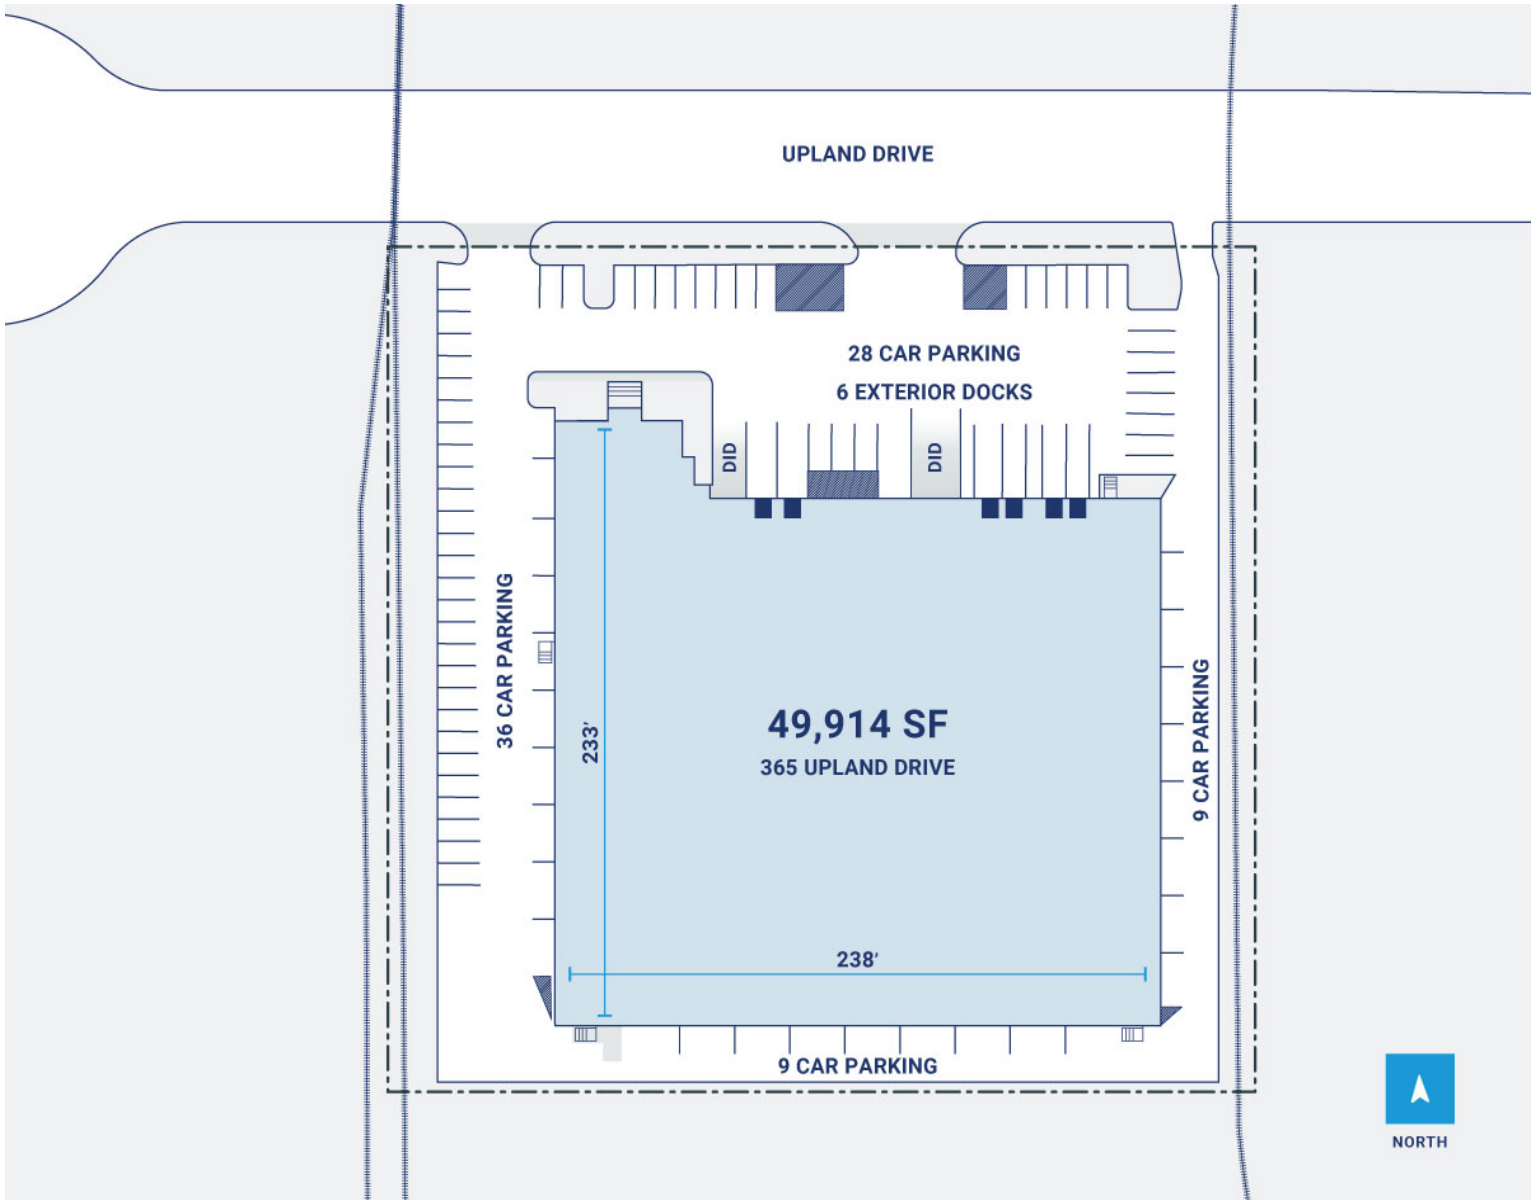 UPLAND DRIVE
28 CAR PARKING
6 EXTERIOR DOCKS
DID
DID
36 CAR PARKING
233'
49,914 SF
365 UPLAND DRIVE
9 CAR PARKING
238'
9 CAR PARKING
NORTH